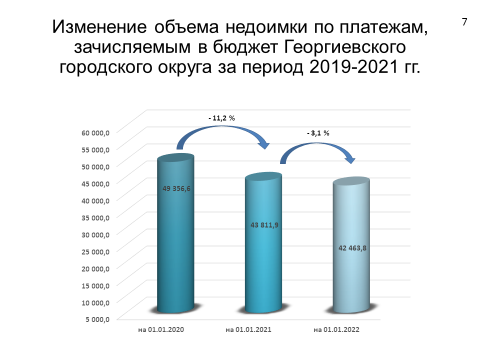 Изменение объема недоимки по платежам,
зачисляемым в бюджет Георгиевского
городского округа за период 2019-2021 гг.
7
- 11,2 %
- 3,1 %
60 000,0
55 000,0
50 000,0
45 000,0
40 000,0
35 000,0
30 000,0
25 000,0
20 000,0
15 000,0
10 000,0
5 000,0
49 356,6
43 811,9
42 463,8
на 01.01.2020
на 01.01.2021
на 01.01.2022